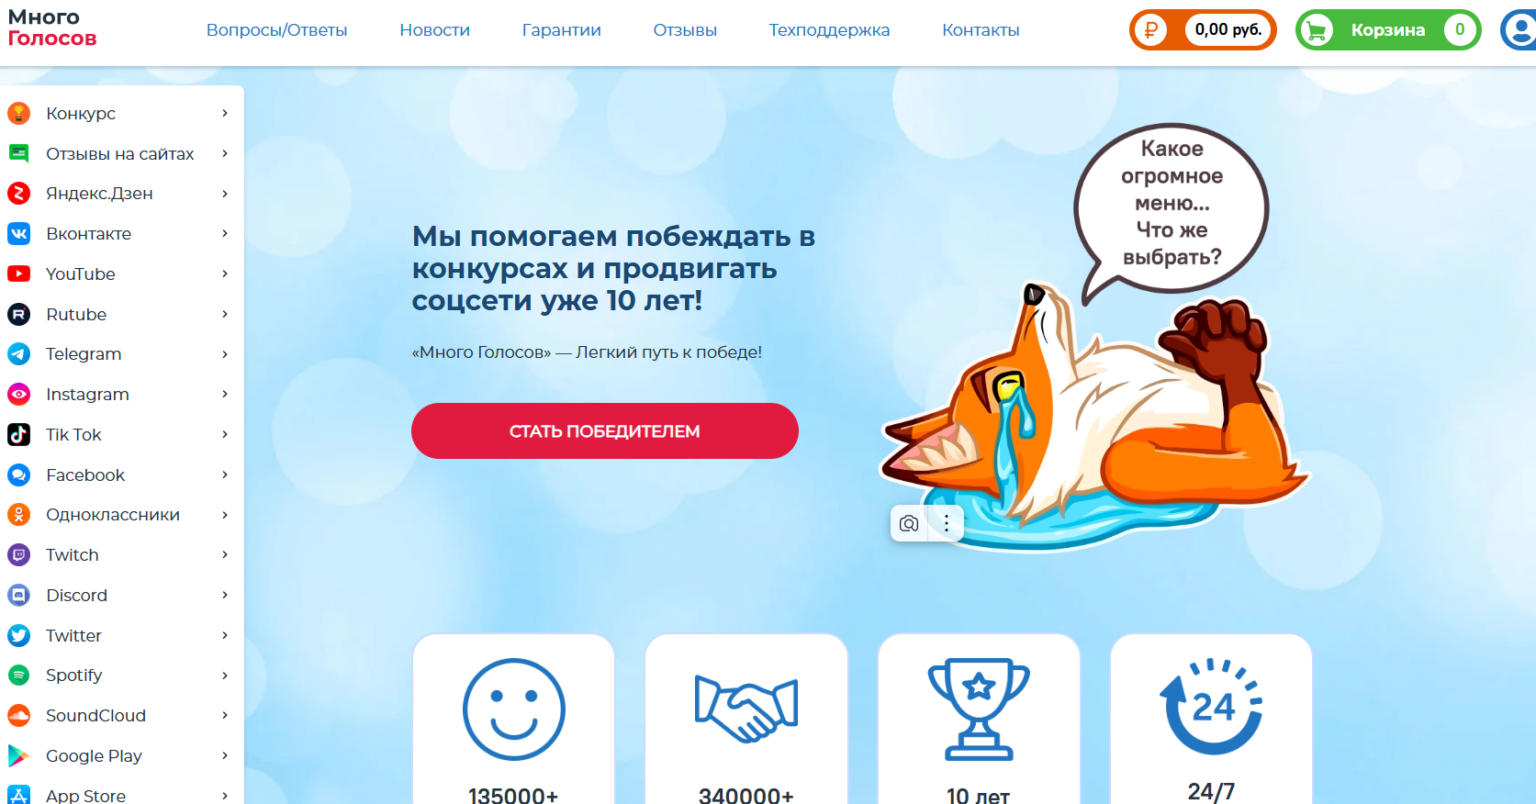 Много
Голосов
Вопросы/Ответы
Новости
Гарантии
Отзывы
Техподдержка
Контакты
0,00 руб.
Корзина
0
Конкурс
Отзывы на сайтах
Яндекс.Дзен
Вконтакте
YouTube
Rutube
Telegram
Instagram
Tik Tok
Facebook
Одноклассники
Twitch
Discord
Twitter
Spotify
SoundCloud
Google Play
App Store
Мы помогаем побеждать в
конкурсах и продвигать
соцсети уже 10 лет!
«Много Голосов» — Легкий путь к победе!
СТАТЬ ПОБЕДИТЕЛЕМ
Какое
огромное
меню...
Что же
выбрать?
135000+
340000+
10 лет
24
24/7